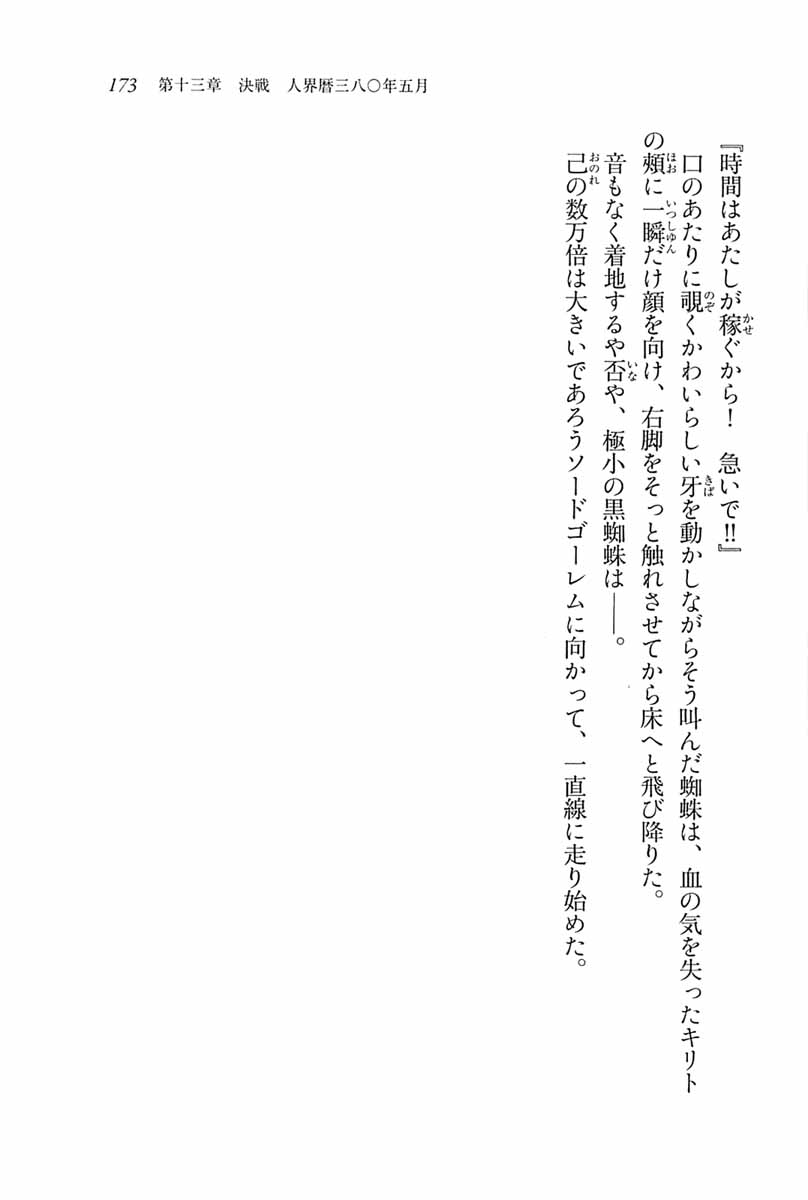 173 第十三章 決戦 人界暦三八〇年五月
『時間はあたしが稼ぐから！ 急いで!!』
口のあたりに覗くかわいらしい牙を動かしながらそう叫んだ蜘蛛は、血の気を失ったキリト
の頰に一瞬だけ顔を向け、右脚をそっと触れさせてから床へと飛び降りた。
音もなく着地するや否や、極小の黒蜘蛛は――。
己の数万倍は大きいであろうソードゴーレムに向かって、一直線に走り始めた。